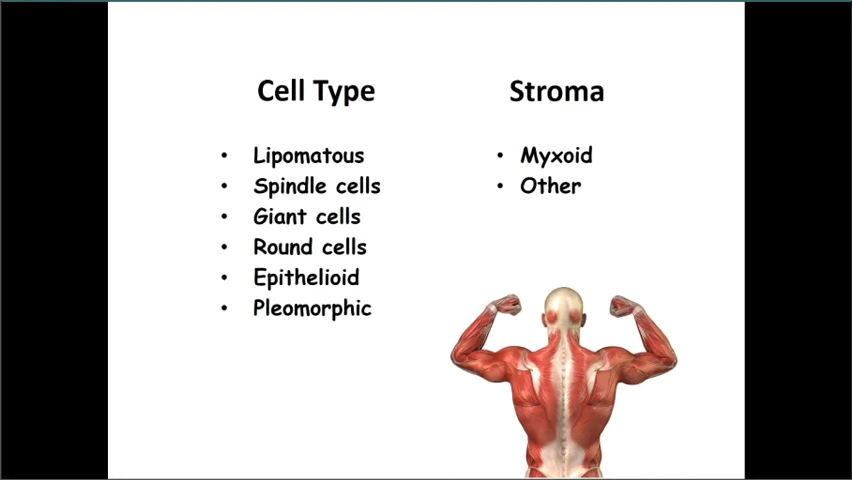 Cell Type
• Lipomatous
• Spindle cells
• Giant cells
• Round cells
• Epithelioid
• Pleomorphic
Stroma
• Myxoid
• Other